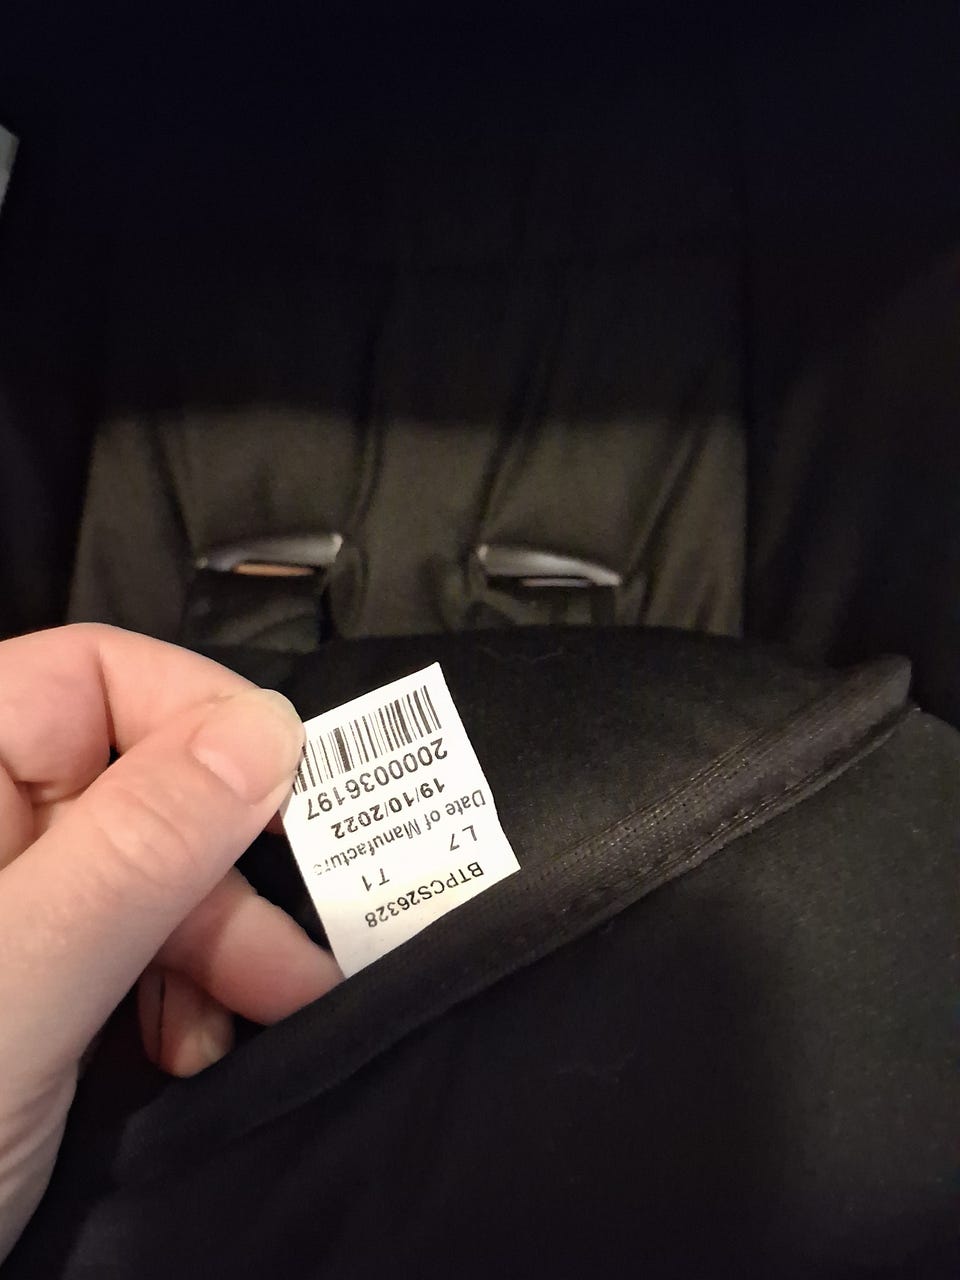 BTPCS26328
L7 T1
Date of Manufacture
19/10/2022
2000036197